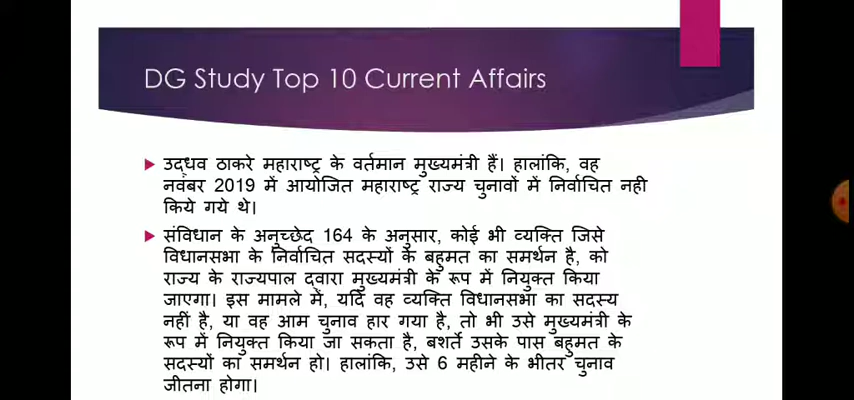 DG Study Top 10 Current Affairs
उद्धव ठाकरे महाराष्ट्र के वर्तमान मुख्यमंत्री हैं। हालांकि, वह
नवंबर 2019 में आयोजित महाराष्ट्र राज्य चुनावों में निर्वाचित नही
किये गये थे।
संविधान के अनुच्छेद 164 के अनुसार, कोई भी व्यक्ति जिसे
विधानसभा के निर्वाचित सदस्यों के बहुमत का समर्थन है, को
राज्य के राज्यपाल द्वारा मुख्यमंत्री के रूप में नियुक्त किया
जाएगा। इस मामले में, यदि वह व्यक्ति विधानसभा का सदस्य
नहीं है, या वह आम चुनाव हार गया है, तो भी उसे मुख्यमंत्री के
रूप में नियुक्त किया जा सकता है, बशर्ते उसके पास बहुमत के
सदस्यों का समर्थन हो। हालांकि, उसे 6 महीने के भीतर चुनाव
जीतना होगा।